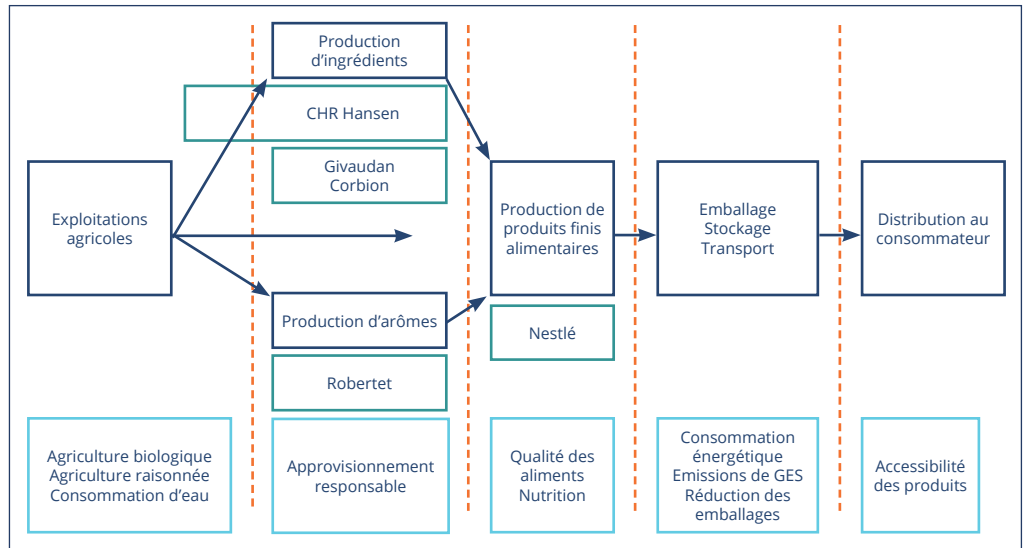 Production
d'ingrédients
CHR Hansen
Givaudan
Corbion
Exploitations
agricoles
Production de
produits finis
alimentaires
Emballage
Stockage
Transport
Distribution au
consommateur
Production d'arômes
Nestlé
Robertet
Agriculture biologique
Agriculture raisonnée
Consommation d'eau
Approvisionnement
responsable
Qualité des
aliments
Nutrition
Consommation
énergétique
Emissions de GES
Réduction des
emballages
Accessibilité
des produits